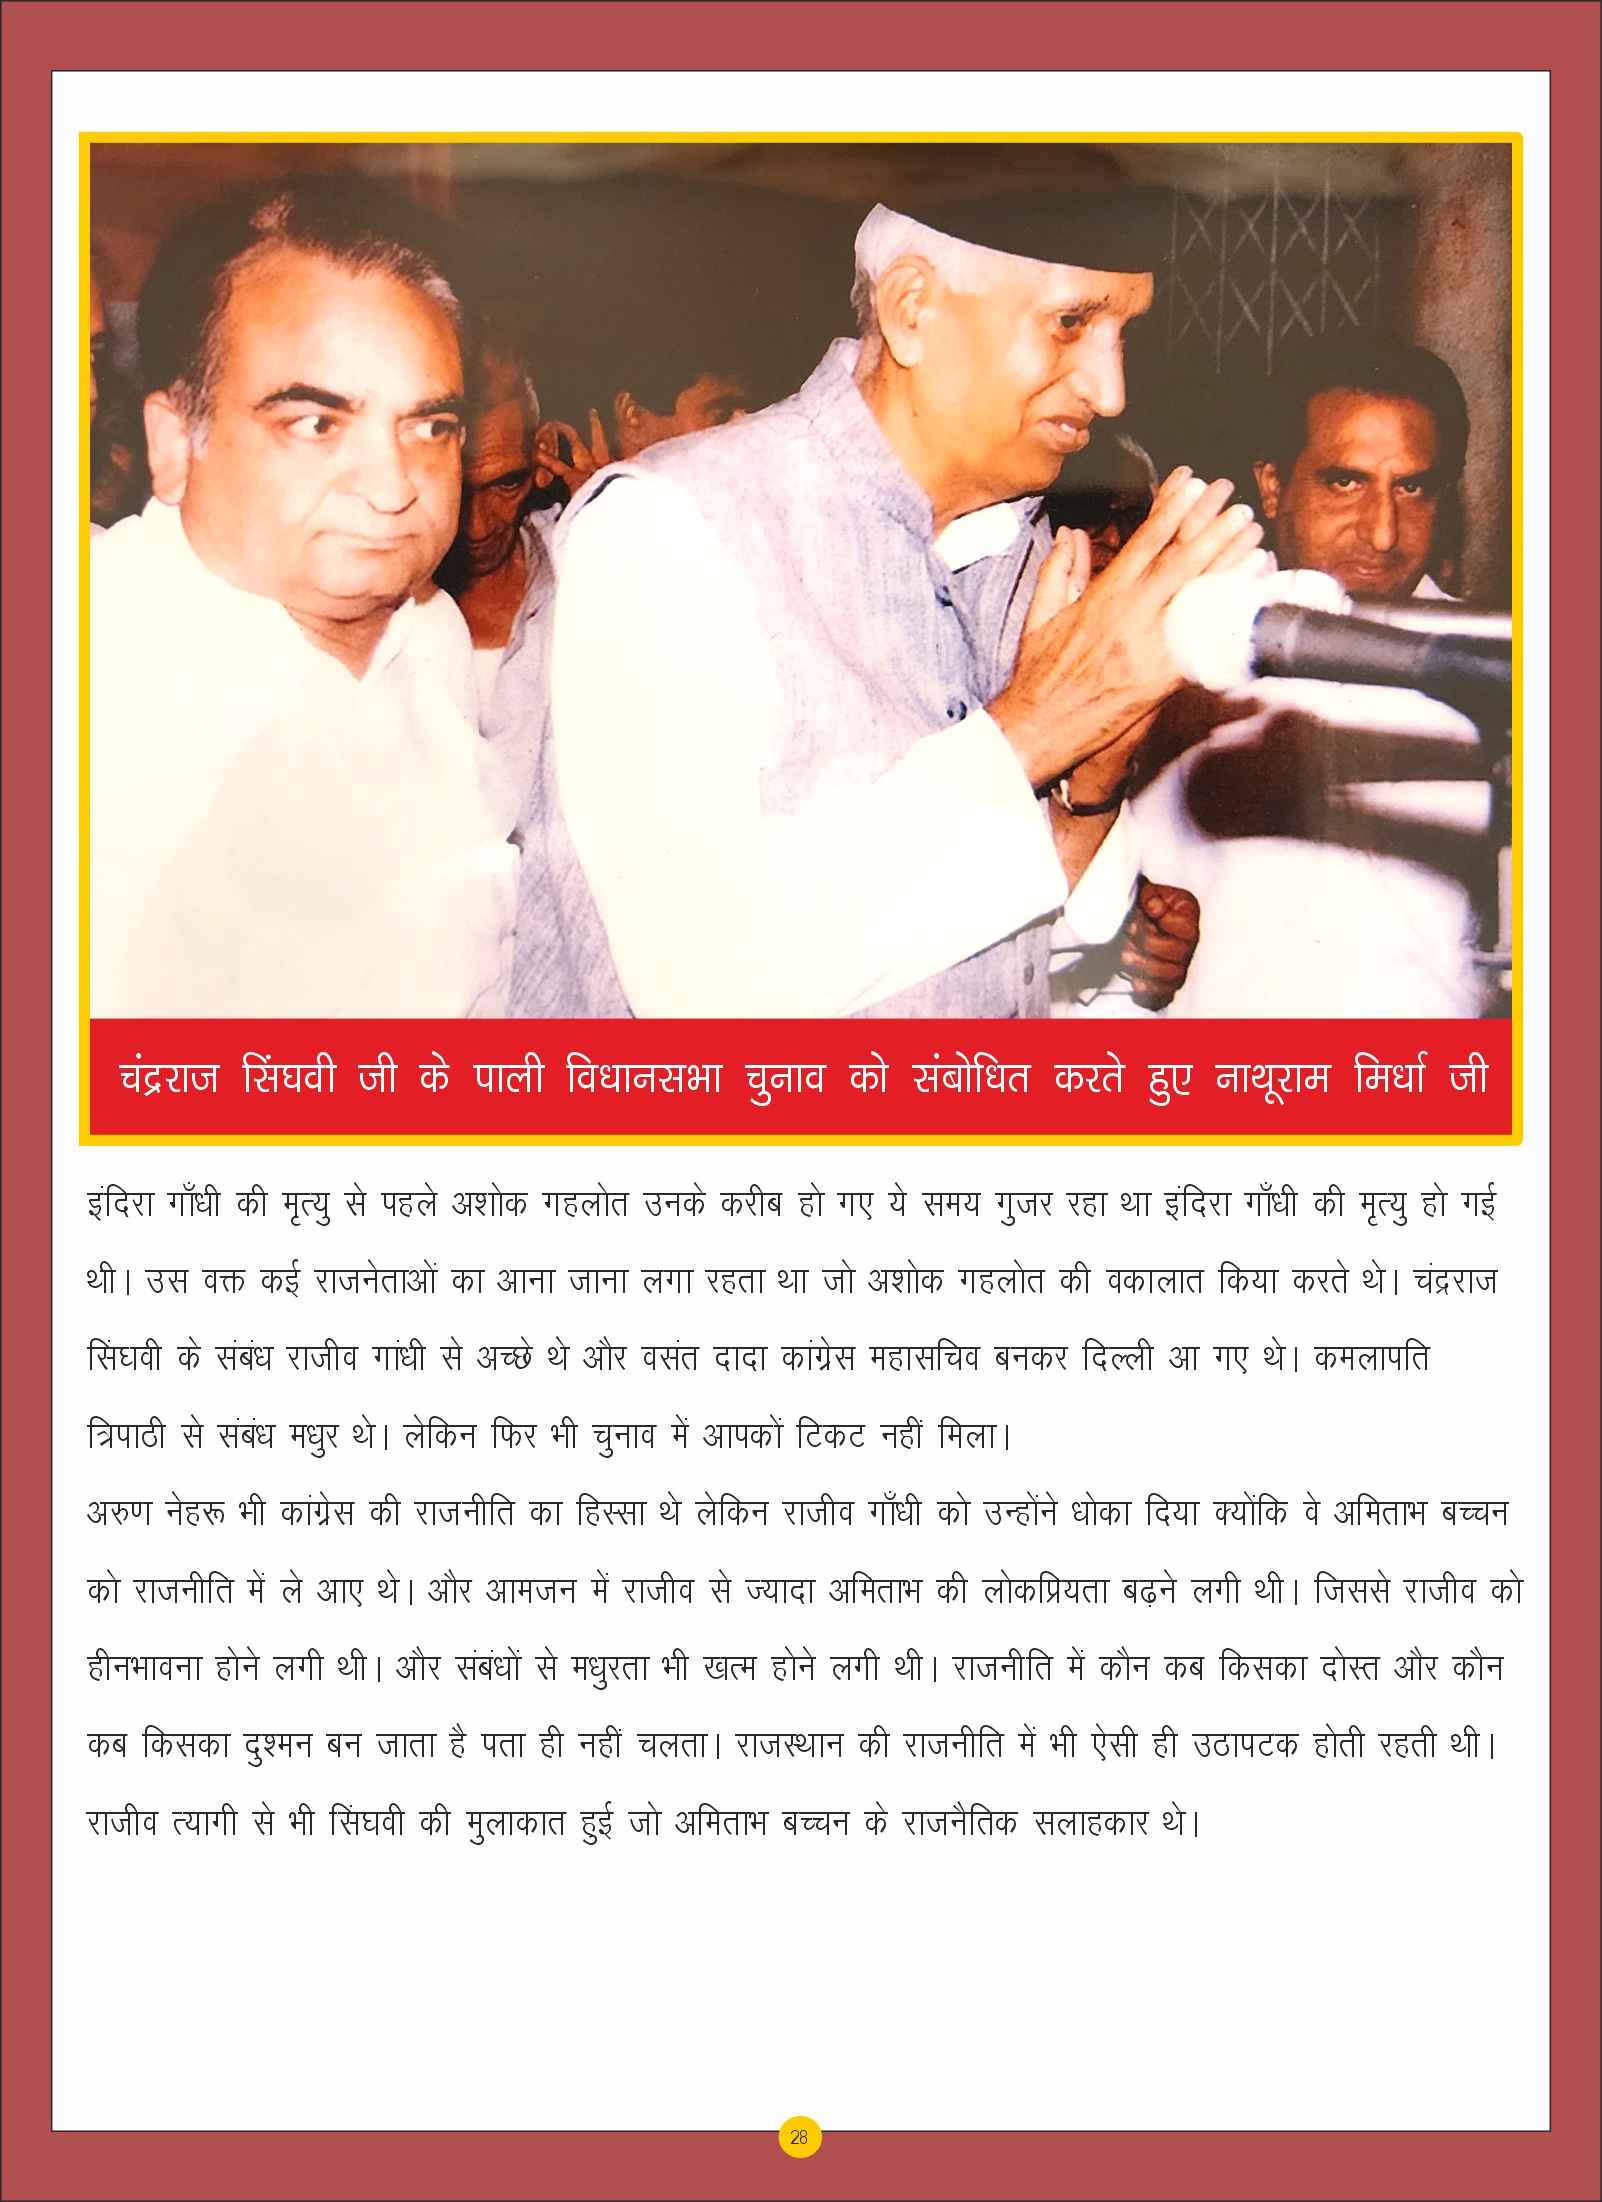 चंद्रराज सिंघवी जी के पाली विधानसभा चुनाव को संबोधित करते हुए नाथूराम मिर्धा जी
इंदिरा गाँधी की मृत्यु से पहले अशोक गहलोत उनके करीब हो गए ये समय गुजर रहा था इंदिरा गाँधी की मृत्यु हो गई
थी। उस वक्त कई राजनेताओं का आना जाना लगा रहता था जो अशोक गहलोत की वकालात किया करते थे। चंद्रराज
सिंघवी के संबंध राजीव गांधी से अच्छे थे और वसंत दादा कांग्रेस महासचिव बनकर दिल्ली आ गए थे। कमलापति
त्रिपाठी से संबंध मधुर थे। लेकिन फिर भी चुनाव में आपकों टिकट नहीं मिला।
अरुण नेहरू भी कांग्रेस की राजनीति का हिस्सा थे लेकिन राजीव गाँधी को उन्होंने धोका दिया क्योंकि वे अमिताभ बच्चन
को राजनीति में ले आए थे। और आमजन में राजीव से ज्यादा अमिताभ की लोकप्रियता बढ़ने लगी थी। जिससे राजीव को
हीनभावना होने लगी थी। और संबंधों से मधुरता भी खत्म होने लगी थी। राजनीति में कौन कब किसका दोस्त और कौन
कब किसका दुश्मन बन जाता है पता ही नहीं चलता। राजस्थान की राजनीति में भी ऐसी ही उठापटक होती रहती थी।
राजीव त्यागी से भी सिंघवी की मुलाकात हुई जो अमिताभ बच्चन के राजनैतिक सलाहकार थे।
28